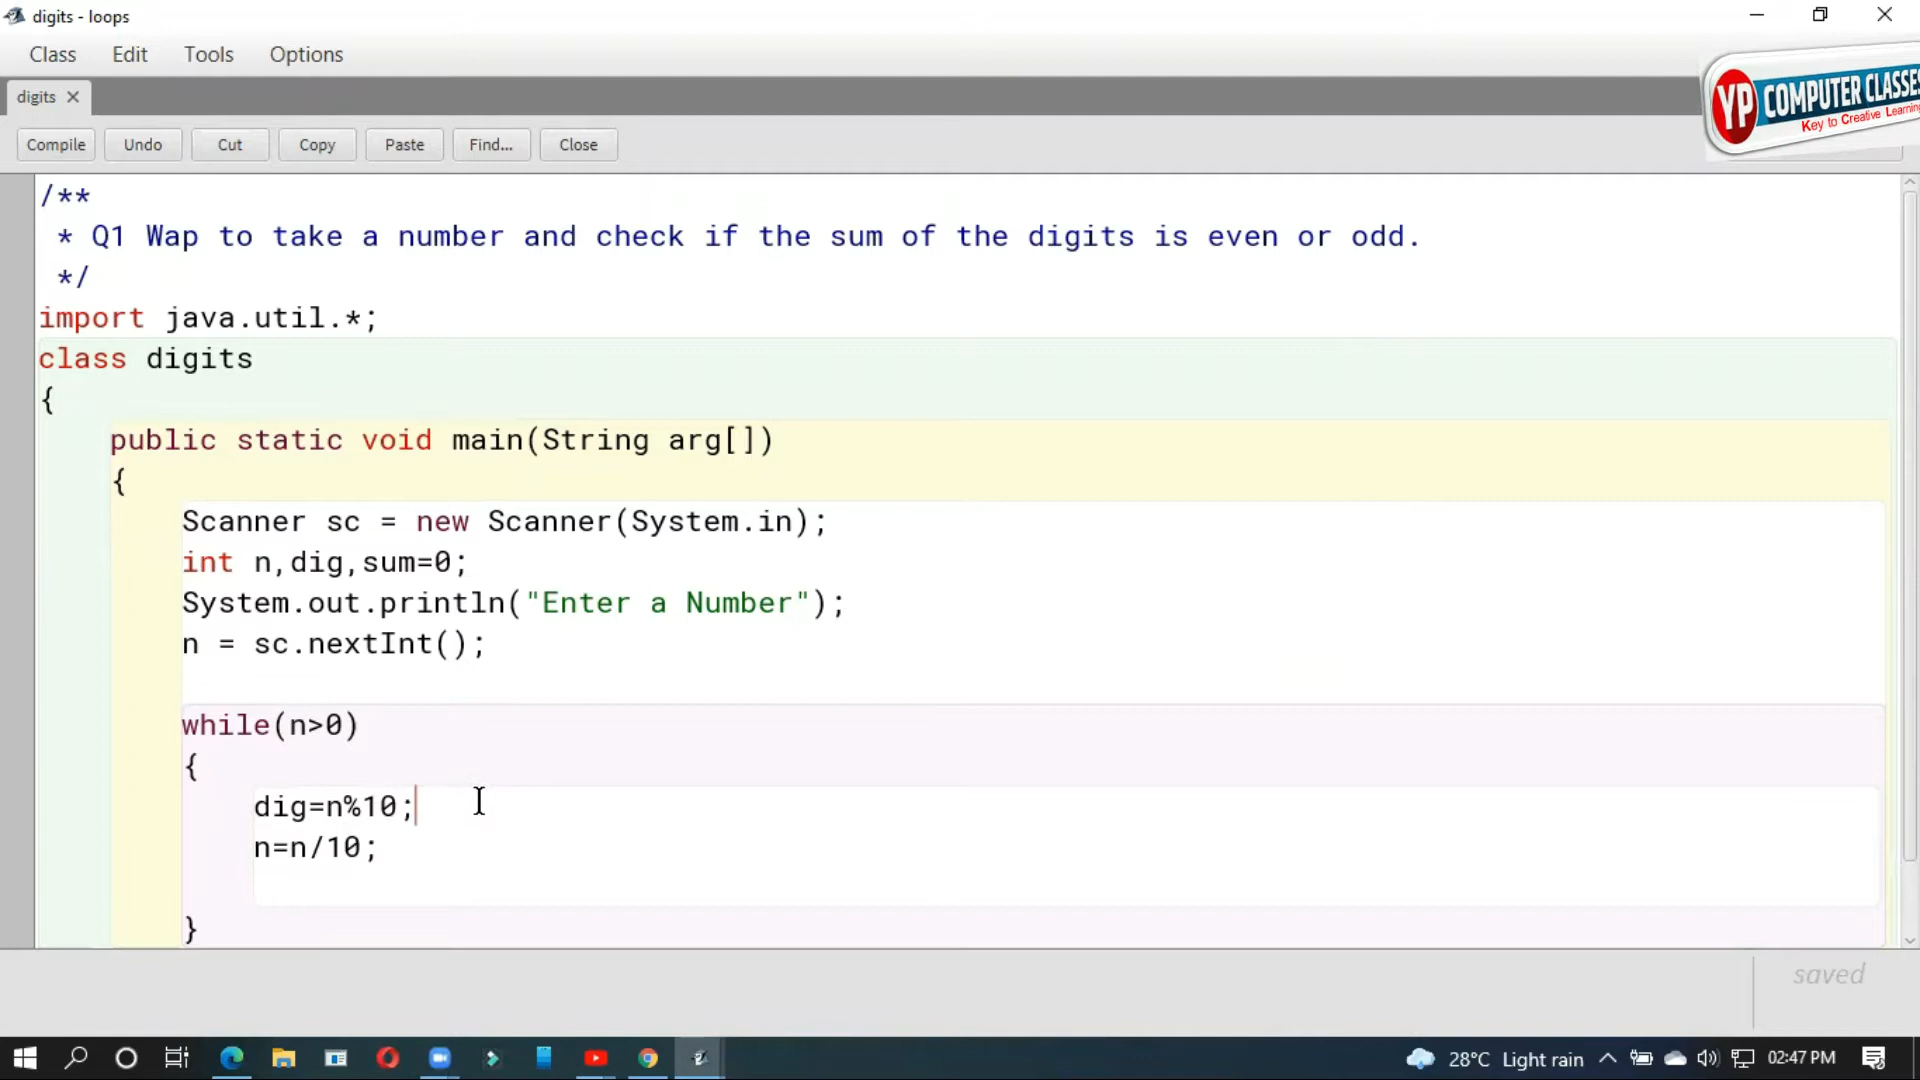 digits - loops
Class Edit Tools Options
digits
Compile Undo Cut Copy Paste Find... Close
YP COMPUTER CLASSES
Key to Creative Learning
/**
* Q1 Wap to take a number and check if the sum of the digits is even or odd.
*/
import java.util.*;
class digits
{
public static void main(String arg[])
{
Scanner sc = new Scanner(System.in);
int n,dig,sum=0;
System.out.println("Enter a Number");
n = sc.nextInt();
while(n>0)
{
dig=n%10;
n=n/10;
}
saved
28°C Light rain 02:47 PM